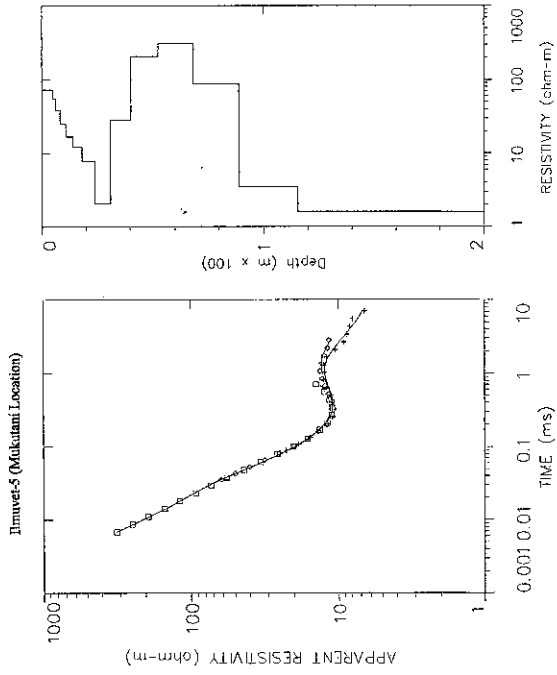 Ilmuvet-5 (Mukutani Location)
APPARENT RESISTIVITY (ohm-m)
1000
100
10
1
0.001 0.01 0.1 1 10
TIME (ms)
Depth (m x 100)
0
1
2
1 10 100 1000
RESISTIVITY (ohm-m)